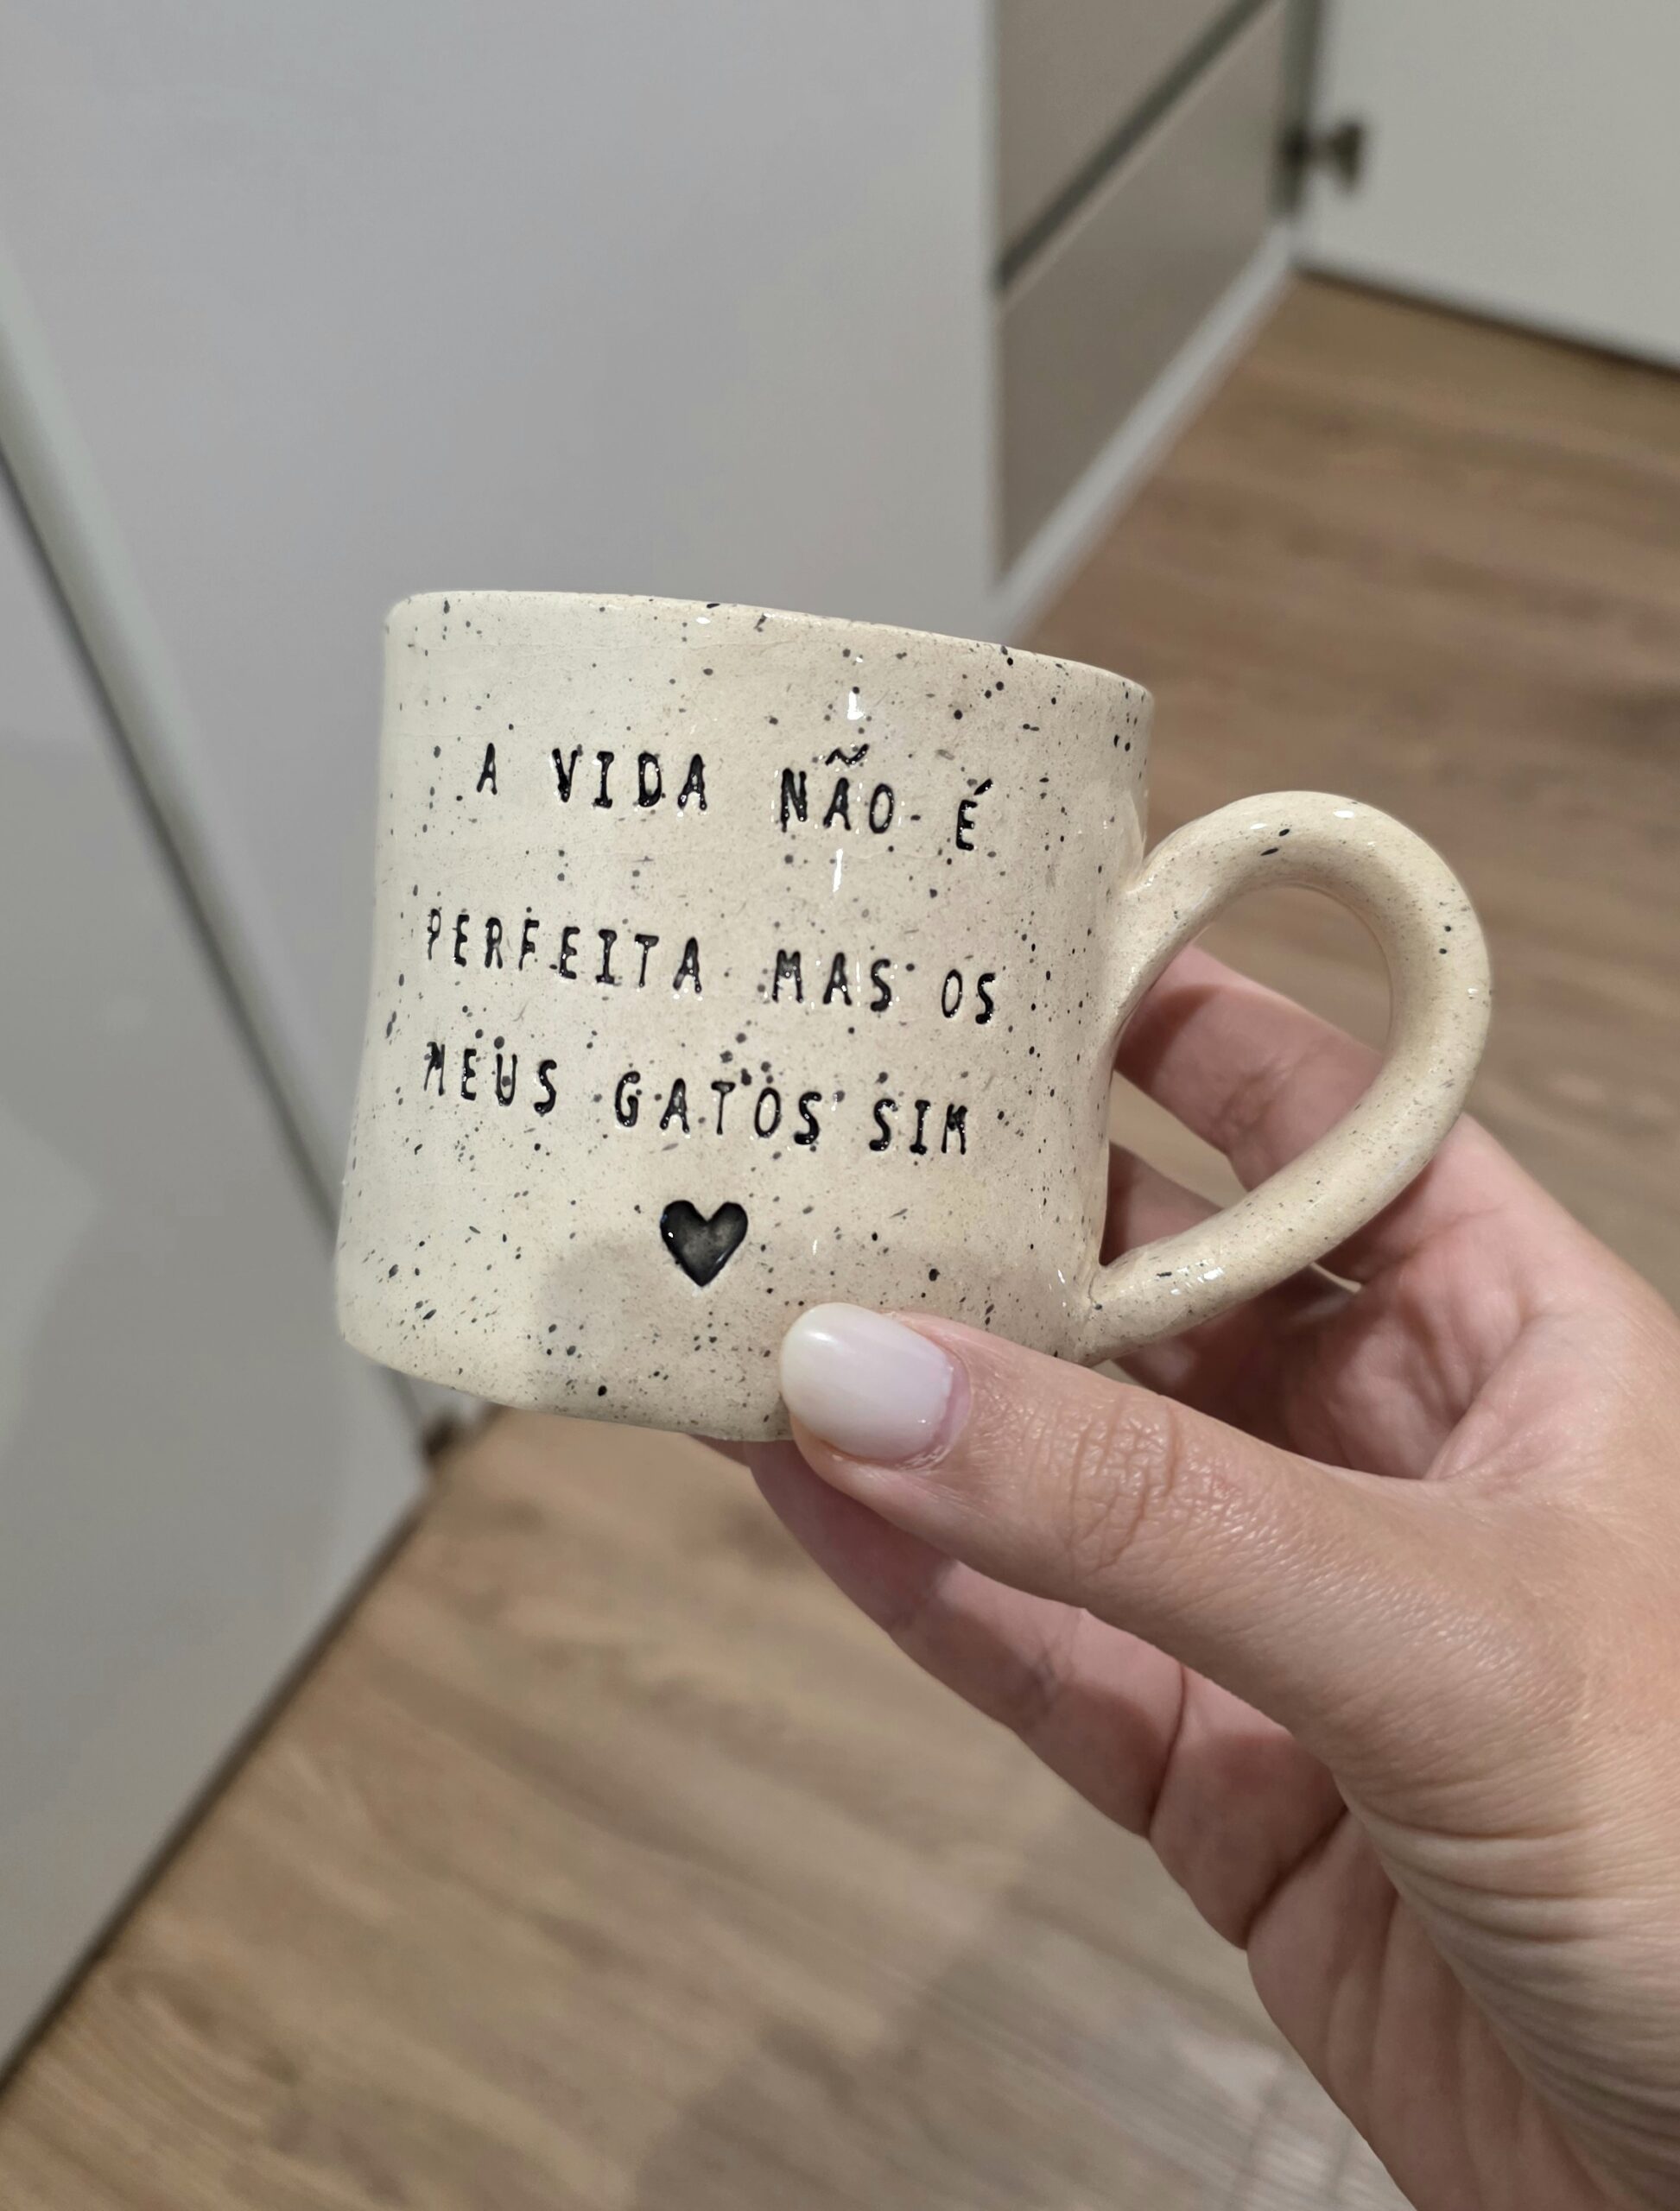 A VIDA NÃO É
PERFEITA MAS OS
MEUS GATOS SIM